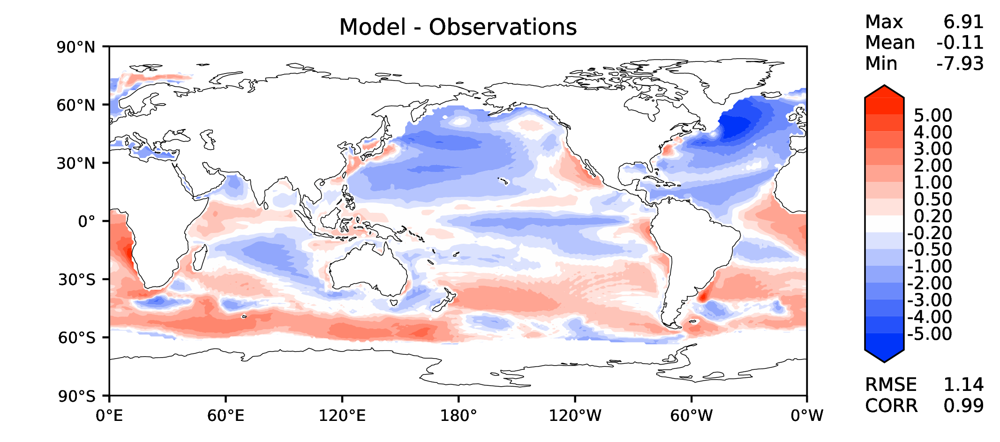 Model - Observations
Max 6.91
Mean -0.11
Min -7.93
90°N
60°N
30°N
0°
30°S
60°S
90°S
0°E 60°E 120°E 180° 120°W 60°W 0°W
5.00
4.00
3.00
2.00
1.00
0.50
0.20
-0.20
-0.50
-1.00
-2.00
-3.00
-4.00
-5.00
RMSE 1.14
CORR 0.99